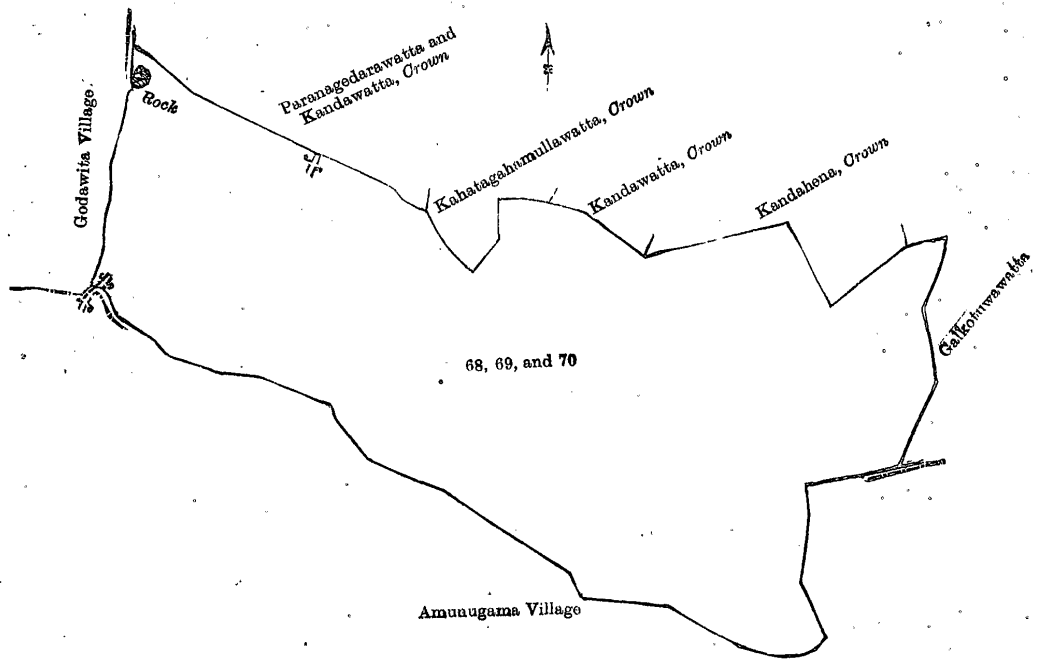 Paranagedarawatta and
Kandawatta, Crown
Rock
Godawita Village.
Kahatagahamullawatta, Crown
Kandawatta, Crown
Kandahena, Crown
Galkotuwawatta
68, 69, and 70
Amunugama Village